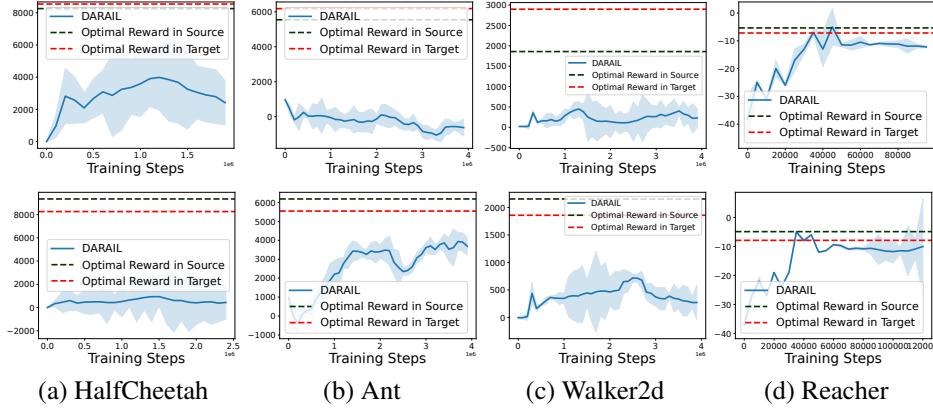 8000
6000
4000
2000
0
DARAIL
Optimal Reward in Source
Optimal Reward in Target
0.0 0.5 1.0 1.5
1e6
Training Steps
6000
4000
2000
0
DARAIL
Optimal Reward in Source
Optimal Reward in Target
0 1 2 3 4
1e6
Training Steps
3000
2500
2000
1500
1000
500
0
−500
DARAIL
Optimal Reward in Source
Optimal Reward in Target
0 1 2 3 4
1e6
Training Steps
0
−10
−20
−30
−40
DARAIL
Optimal Reward in Source
Optimal Reward in Target
0 20000 40000 60000 80000
Training Steps
8000
6000
4000
2000
0
−2000
DARAIL
Optimal Reward in Source
Optimal Reward in Target
0.0 0.5 1.0 1.5 2.0 2.5
1e6
Training Steps
6000
5000
4000
3000
2000
1000
0
−1000
DARAIL
Optimal Reward in Source
Optimal Reward in Target
0 1 2 3 4
1e6
Training Steps
2000
1500
1000
500
0
DARAIL
Optimal Reward in Source
Optimal Reward in Target
0 1 2 3 4
1e6
Training Steps
0
−10
−20
−30
−40
DARAIL
Optimal Reward in Source
Optimal Reward in Target
0 20000 40000 60000 80000 100000 120000
Training Steps
(a) HalfCheetah (b) Ant (c) Walker2d (d) Reacher